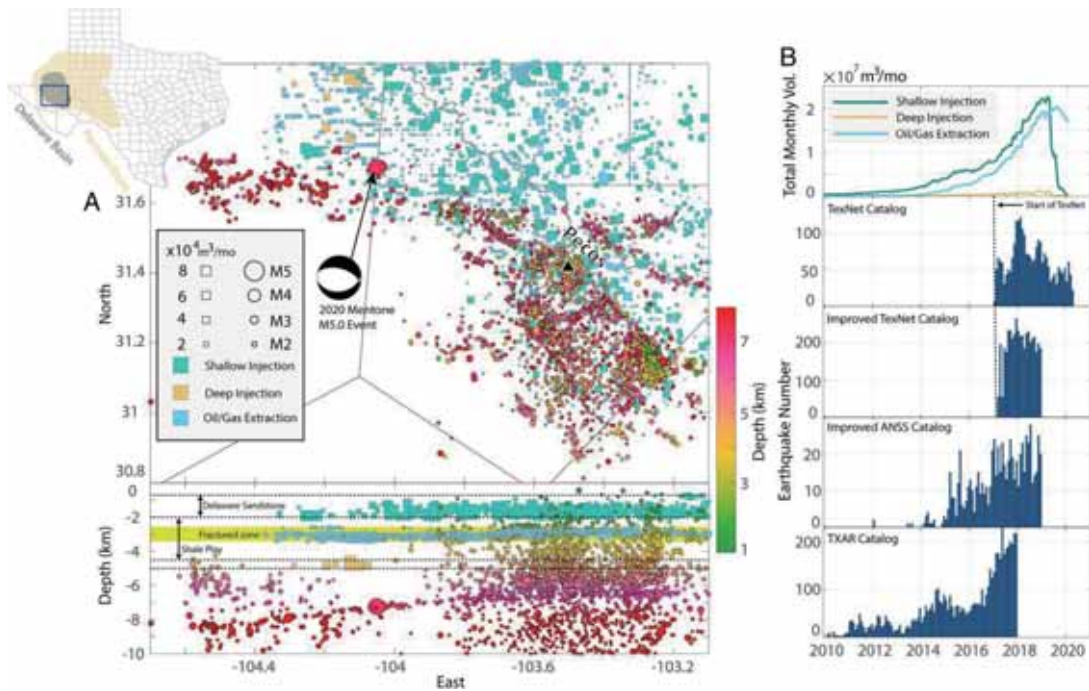 Delaware Basin
A
31.6
31.4
31.2
31
30.8
North
×10⁴m³/mo
8 M5
6 M4
4 M3
2 M2
Shallow Injection
Deep Injection
Oil/Gas Extraction
2020 Mentone
M5.0 Event
Pecos
7
5
3
1
Depth (km)
0
-2
-4
-6
-8
-10
Depth (km)
Delaware Sandstone
Fractured zone
Shale Play
-104.4
-104
-103.6
-103.2
East
B
×10⁷m³/mo
Total Monthly Vol.
2
1
0
Shallow Injection
Deep Injection
Oil/Gas Extraction
Start of TexNet
TexNet Catalog
100
50
0
Improved TexNet Catalog
200
100
0
Improved ANSS Catalog
20
10
0
TXAR Catalog
200
100
0
Earthquake Number
2010 2012 2014 2016 2018 2020